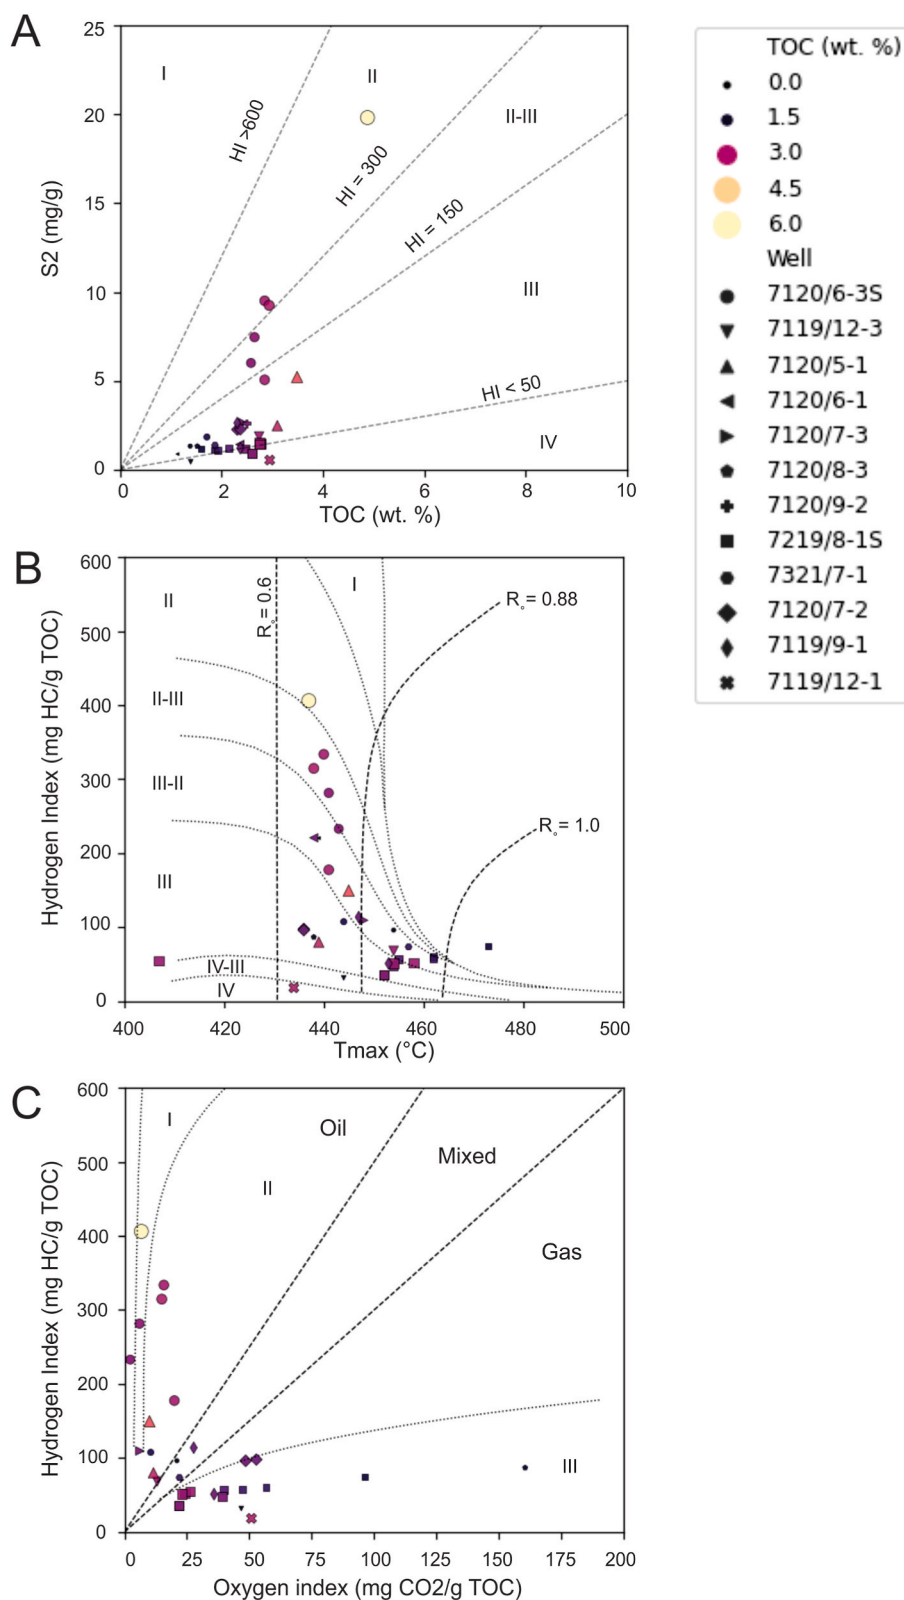 A
25
20
15
10
5
0
S2 (mg/g)
I
II
II-III
III
IV
HI >600
HI = 300
HI = 150
HI < 50
0
2
4
6
8
10
TOC (wt. %)
TOC (wt. %)
0.0
1.5
3.0
4.5
6.0
Well
7120/6-3S
7119/12-3
7120/5-1
7120/6-1
7120/7-3
7120/8-3
7120/9-2
7219/8-1S
7321/7-1
7120/7-2
7119/9-1
7119/12-1
B
600
500
400
300
200
100
0
Hydrogen Index (mg HC/g TOC)
II
I
II-III
III-II
III
IV-III
IV
Rₒ= 0.6
Rₒ= 0.88
Rₒ= 1.0
400
420
440
460
480
500
Tmax (°C)
C
600
500
400
300
200
100
0
Hydrogen Index (mg HC/g TOC)
I
Oil
Mixed
II
Gas
III
0
25
50
75
100
125
150
175
200
Oxygen index (mg CO2/g TOC)